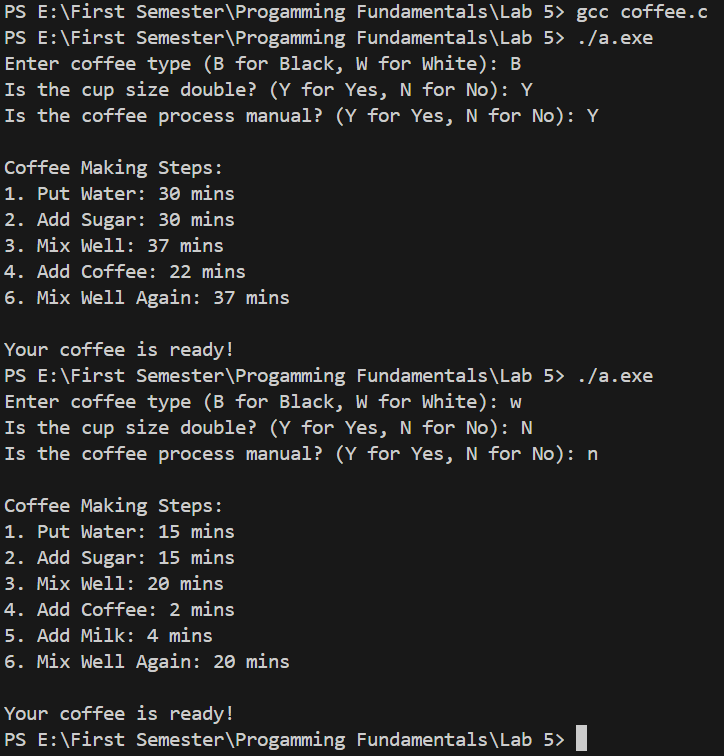 PS E:\First Semester\Progamming Fundamentals\Lab 5> gcc coffee.c
PS E:\First Semester\Progamming Fundamentals\Lab 5> ./a.exe
Enter coffee type (B for Black, W for White): B
Is the cup size double? (Y for Yes, N for No): Y
Is the coffee process manual? (Y for Yes, N for No): Y
Coffee Making Steps:
1. Put Water: 30 mins
2. Add Sugar: 30 mins
3. Mix Well: 37 mins
4. Add Coffee: 22 mins
6. Mix Well Again: 37 mins
Your coffee is ready!
PS E:\First Semester\Progamming Fundamentals\Lab 5> ./a.exe
Enter coffee type (B for Black, W for White): w
Is the cup size double? (Y for Yes, N for No): N
Is the coffee process manual? (Y for Yes, N for No): n
Coffee Making Steps:
1. Put Water: 15 mins
2. Add Sugar: 15 mins
3. Mix Well: 20 mins
4. Add Coffee: 2 mins
5. Add Milk: 4 mins
6. Mix Well Again: 20 mins
Your coffee is ready!
PS E:\First Semester\Progamming Fundamentals\Lab 5>